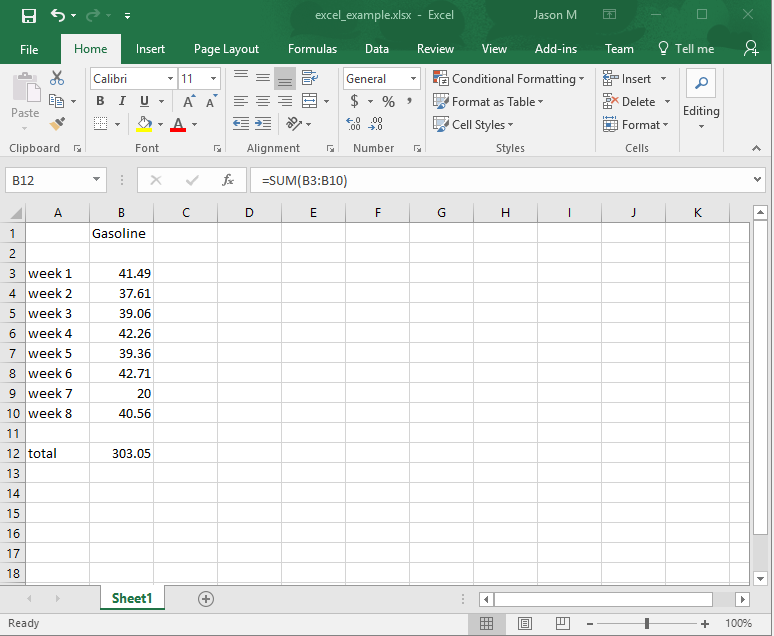 excel_example.xlsx - Excel Jason M
File Home Insert Page Layout Formulas Data Review View Add-ins Team Tell me
Paste
Calibri 11
B I U A A
A
General
$ % ,
.00 .00
Conditional Formatting
Format as Table
Cell Styles
Insert
Delete
Format
Editing
Clipboard Font Alignment Number Styles Cells
B12 fx =SUM(B3:B10)
A B C D E F G H I J K
1 Gasoline
2
3 week 1 41.49
4 week 2 37.61
5 week 3 39.06
6 week 4 42.26
7 week 5 39.36
8 week 6 42.71
9 week 7 20
10 week 8 40.56
11
12 total 303.05
13
14
15
16
17
18
Sheet1
Ready 100%